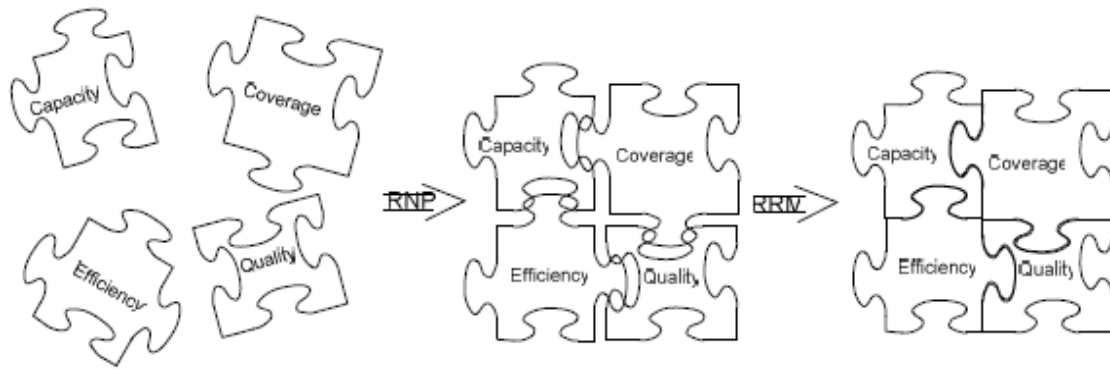 Capacity
Coverage
Efficiency
Quality
RNP
Capacity
Coverage
Efficiency
Quality
RRM
Capacity
Coverage
Efficiency
Quality